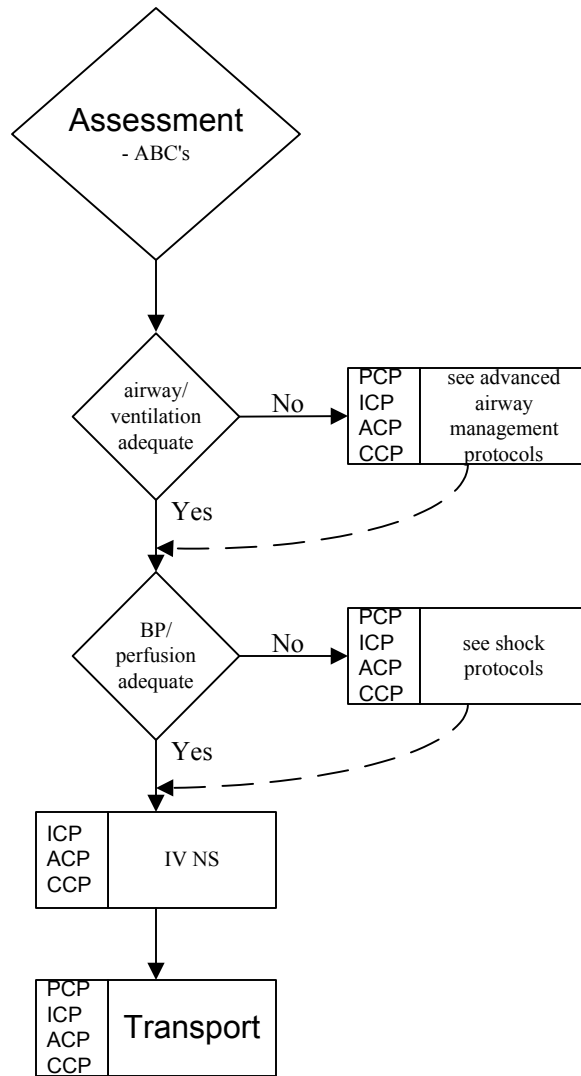 Assessment
- ABC's
airway/
ventilation
adequate
No
PCP
ICP
ACP
CCP
see advanced
airway
management
protocols
Yes
BP/
perfusion
adequate
No
PCP
ICP
ACP
CCP
see shock
protocols
Yes
ICP
ACP
CCP
IV NS
PCP
ICP
ACP
CCP
Transport